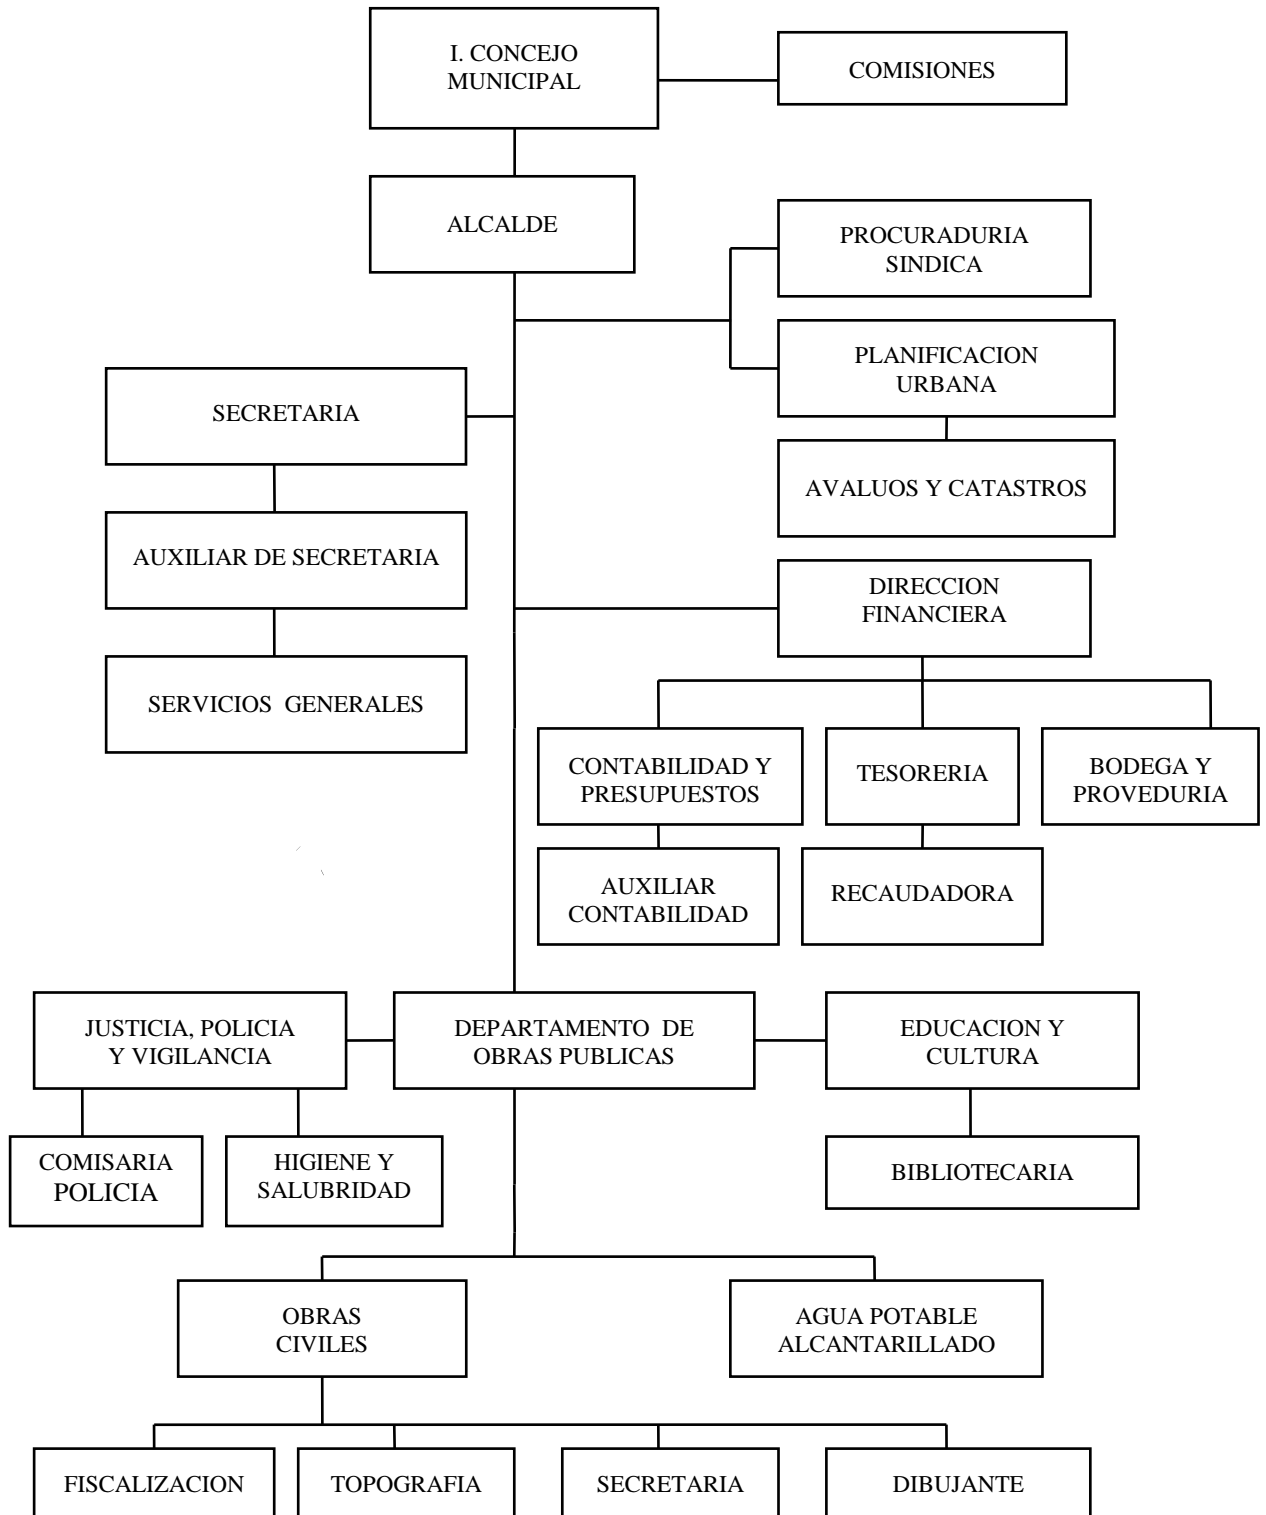 I. CONCEJO
MUNICIPAL
COMISIONES
ALCALDE
PROCURADURIA
SINDICA
PLANIFICACION
URBANA
SECRETARIA
AVALUOS Y CATASTROS
AUXILIAR DE SECRETARIA
DIRECCION
FINANCIERA
SERVICIOS GENERALES
CONTABILIDAD Y
PRESUPUESTOS
TESORERIA
BODEGA Y
PROVEDURIA
AUXILIAR
CONTABILIDAD
RECAUDADORA
JUSTICIA, POLICIA
Y VIGILANCIA
DEPARTAMENTO DE
OBRAS PUBLICAS
EDUCACION Y
CULTURA
COMISARIA
POLICIA
HIGIENE Y
SALUBRIDAD
BIBLIOTECARIA
OBRAS
CIVILES
AGUA POTABLE
ALCANTARILLADO
FISCALIZACION
TOPOGRAFIA
SECRETARIA
DIBUJANTE